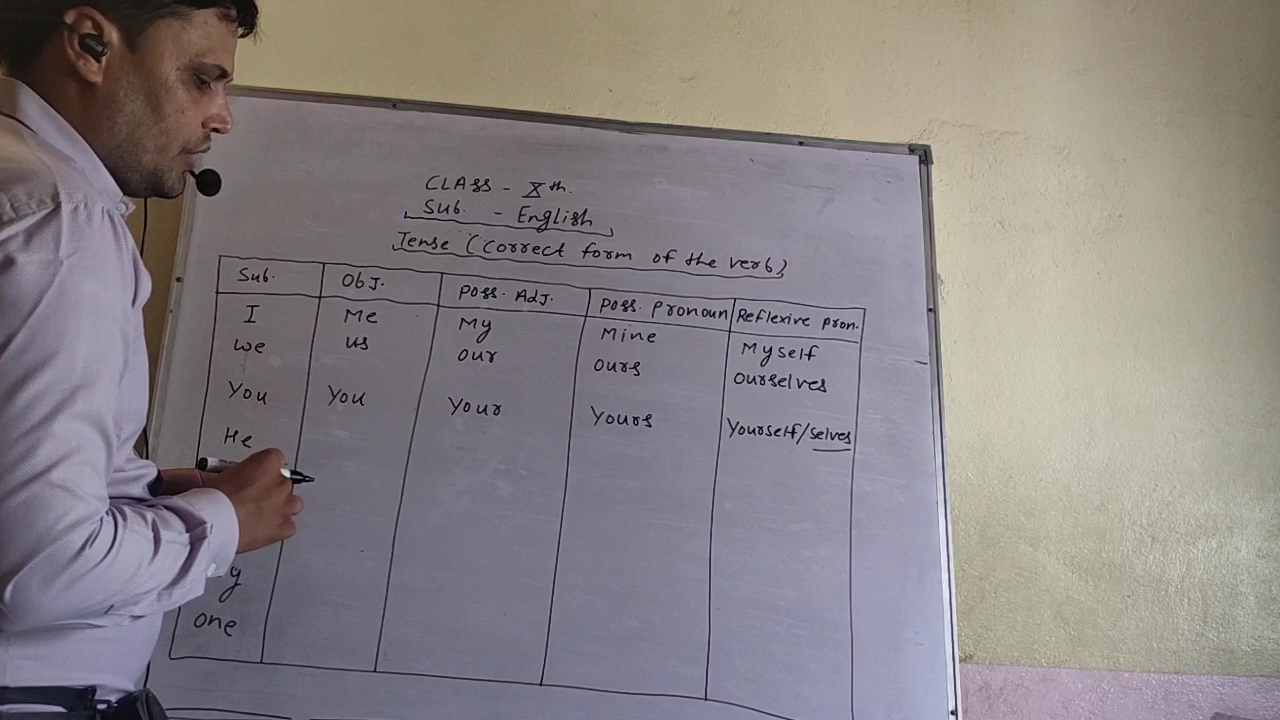 CLASS - Xth.
Sub. - English
Tense (correct form of the verb)
Sub. Obj. Poss. Adj. Poss. Pronoun Reflexive pron.
I Me My Mine Myself
we us our ours ourselves
You You Your Yours Yourself/selves
He
y
one